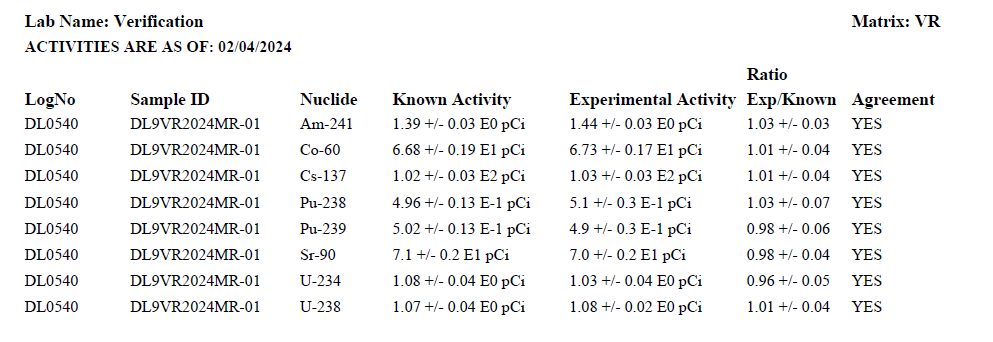 Lab Name: Verification Matrix: VR
ACTIVITIES ARE AS OF: 02/04/2024
Ratio
LogNo Sample ID Nuclide Known Activity Experimental Activity Exp/Known Agreement
DL0540 DL9VR2024MR-01 Am-241 1.39 +/- 0.03 E0 pCi 1.44 +/- 0.03 E0 pCi 1.03 +/- 0.03 YES
DL0540 DL9VR2024MR-01 Co-60 6.68 +/- 0.19 E1 pCi 6.73 +/- 0.17 E1 pCi 1.01 +/- 0.04 YES
DL0540 DL9VR2024MR-01 Cs-137 1.02 +/- 0.03 E2 pCi 1.03 +/- 0.03 E2 pCi 1.01 +/- 0.04 YES
DL0540 DL9VR2024MR-01 Pu-238 4.96 +/- 0.13 E-1 pCi 5.1 +/- 0.3 E-1 pCi 1.03 +/- 0.07 YES
DL0540 DL9VR2024MR-01 Pu-239 5.02 +/- 0.13 E-1 pCi 4.9 +/- 0.3 E-1 pCi 0.98 +/- 0.06 YES
DL0540 DL9VR2024MR-01 Sr-90 7.1 +/- 0.2 E1 pCi 7.0 +/- 0.2 E1 pCi 0.98 +/- 0.04 YES
DL0540 DL9VR2024MR-01 U-234 1.08 +/- 0.04 E0 pCi 1.03 +/- 0.04 E0 pCi 0.96 +/- 0.05 YES
DL0540 DL9VR2024MR-01 U-238 1.07 +/- 0.04 E0 pCi 1.08 +/- 0.02 E0 pCi 1.01 +/- 0.04 YES